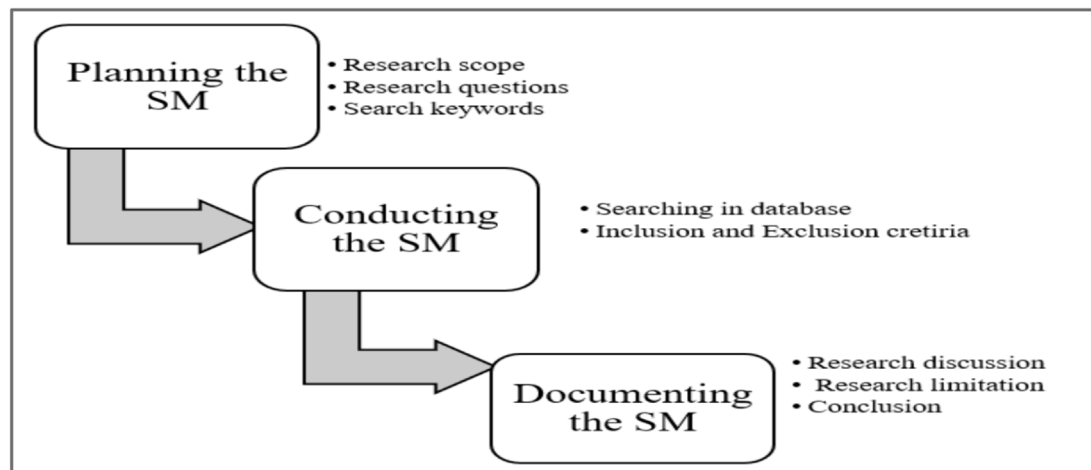 Planning the
SM
• Research scope
• Research questions
• Search keywords
Conducting
the SM
• Searching in database
• Inclusion and Exclusion cretiria
Documenting
the SM
• Research discussion
• Research limitation
• Conclusion